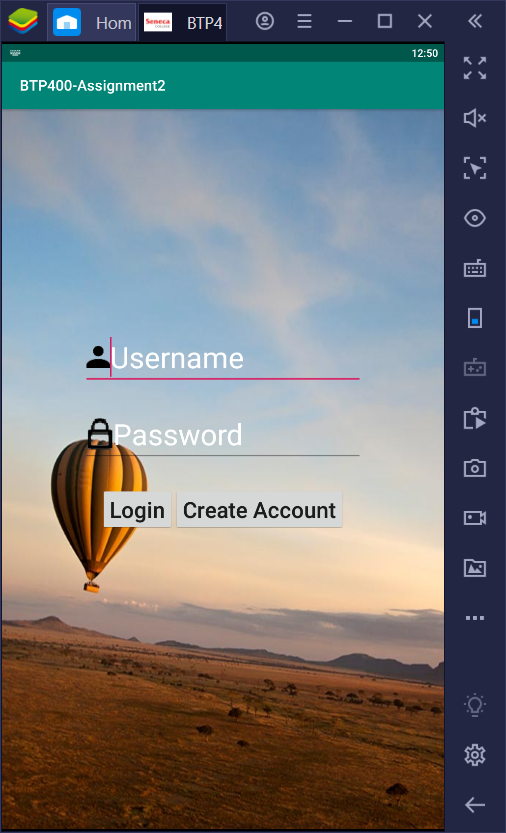 Hom
Seneca
BTP4
12:50
BTP400-Assignment2
Username
Password
Login Create Account